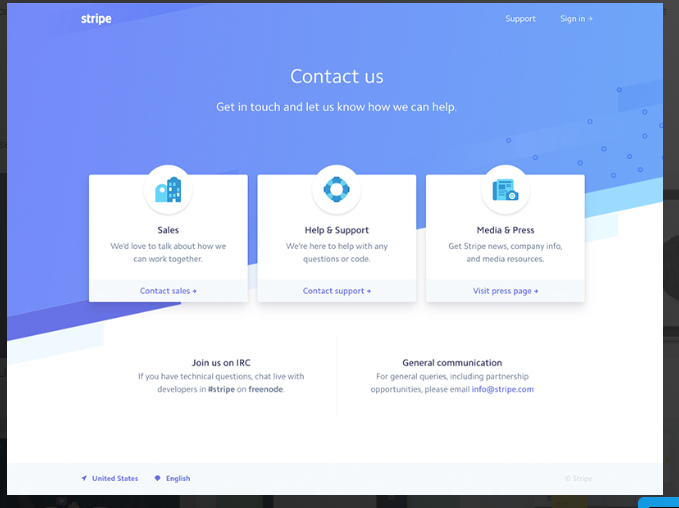 stripe
Support
Sign in →
Contact us
Get in touch and let us know how we can help.
Sales
We'd love to talk about how we
can work together.
Contact sales →
Help & Support
We're here to help with any
questions or code.
Contact support →
Media & Press
Get Stripe news, company info,
and media resources.
Visit press page →
Join us on IRC
If you have technical questions, chat live with
developers in #stripe on freenode.
General communication
For general queries, including partnership
opportunities, please email info@stripe.com
United States
English
© Stripe